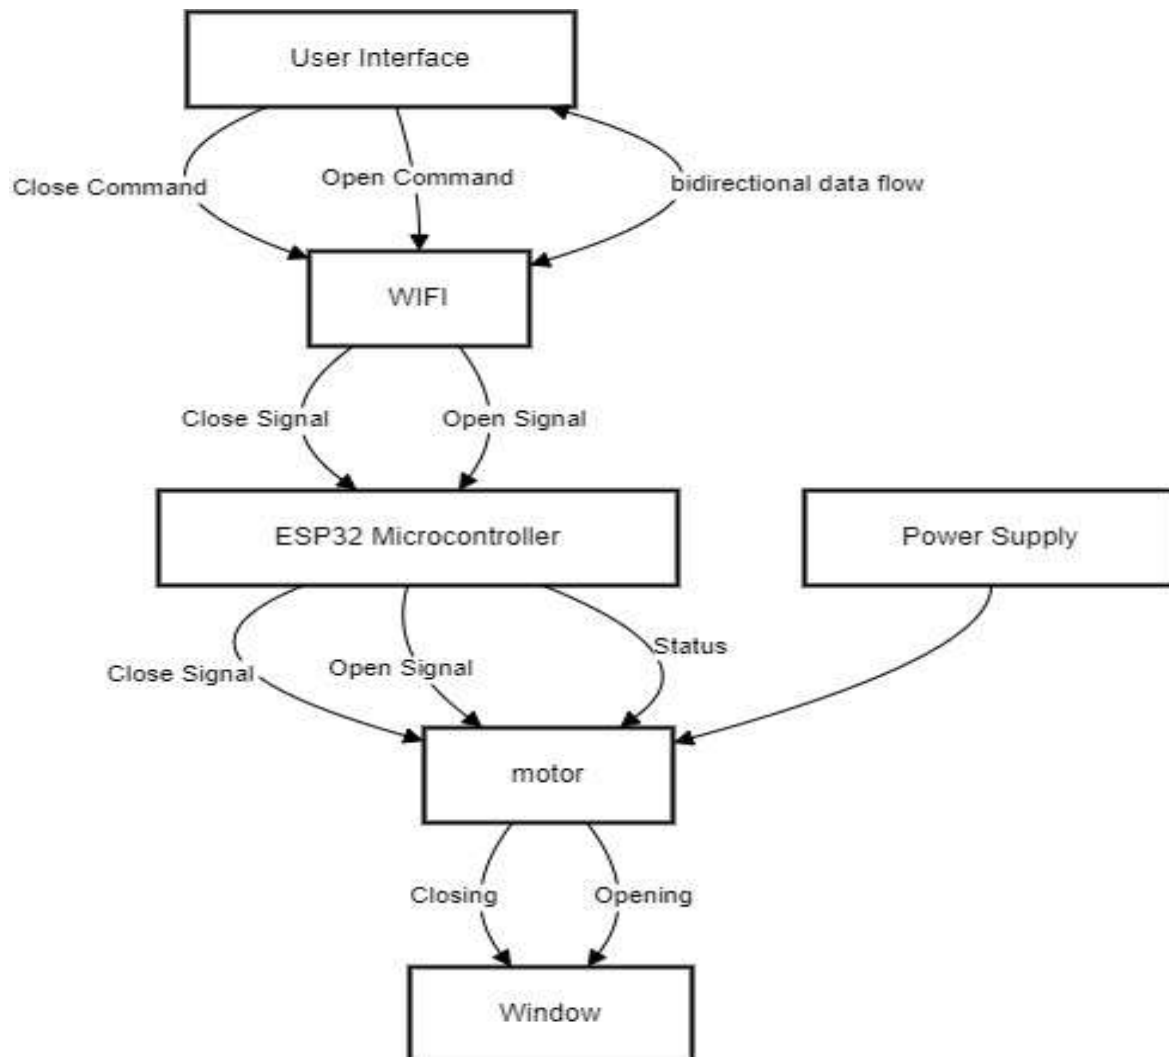 User Interface
Close Command
Open Command
bidirectional data flow
WIFI
Close Signal
Open Signal
ESP32 Microcontroller
Power Supply
Close Signal
Open Signal
Status
motor
Closing
Opening
Window